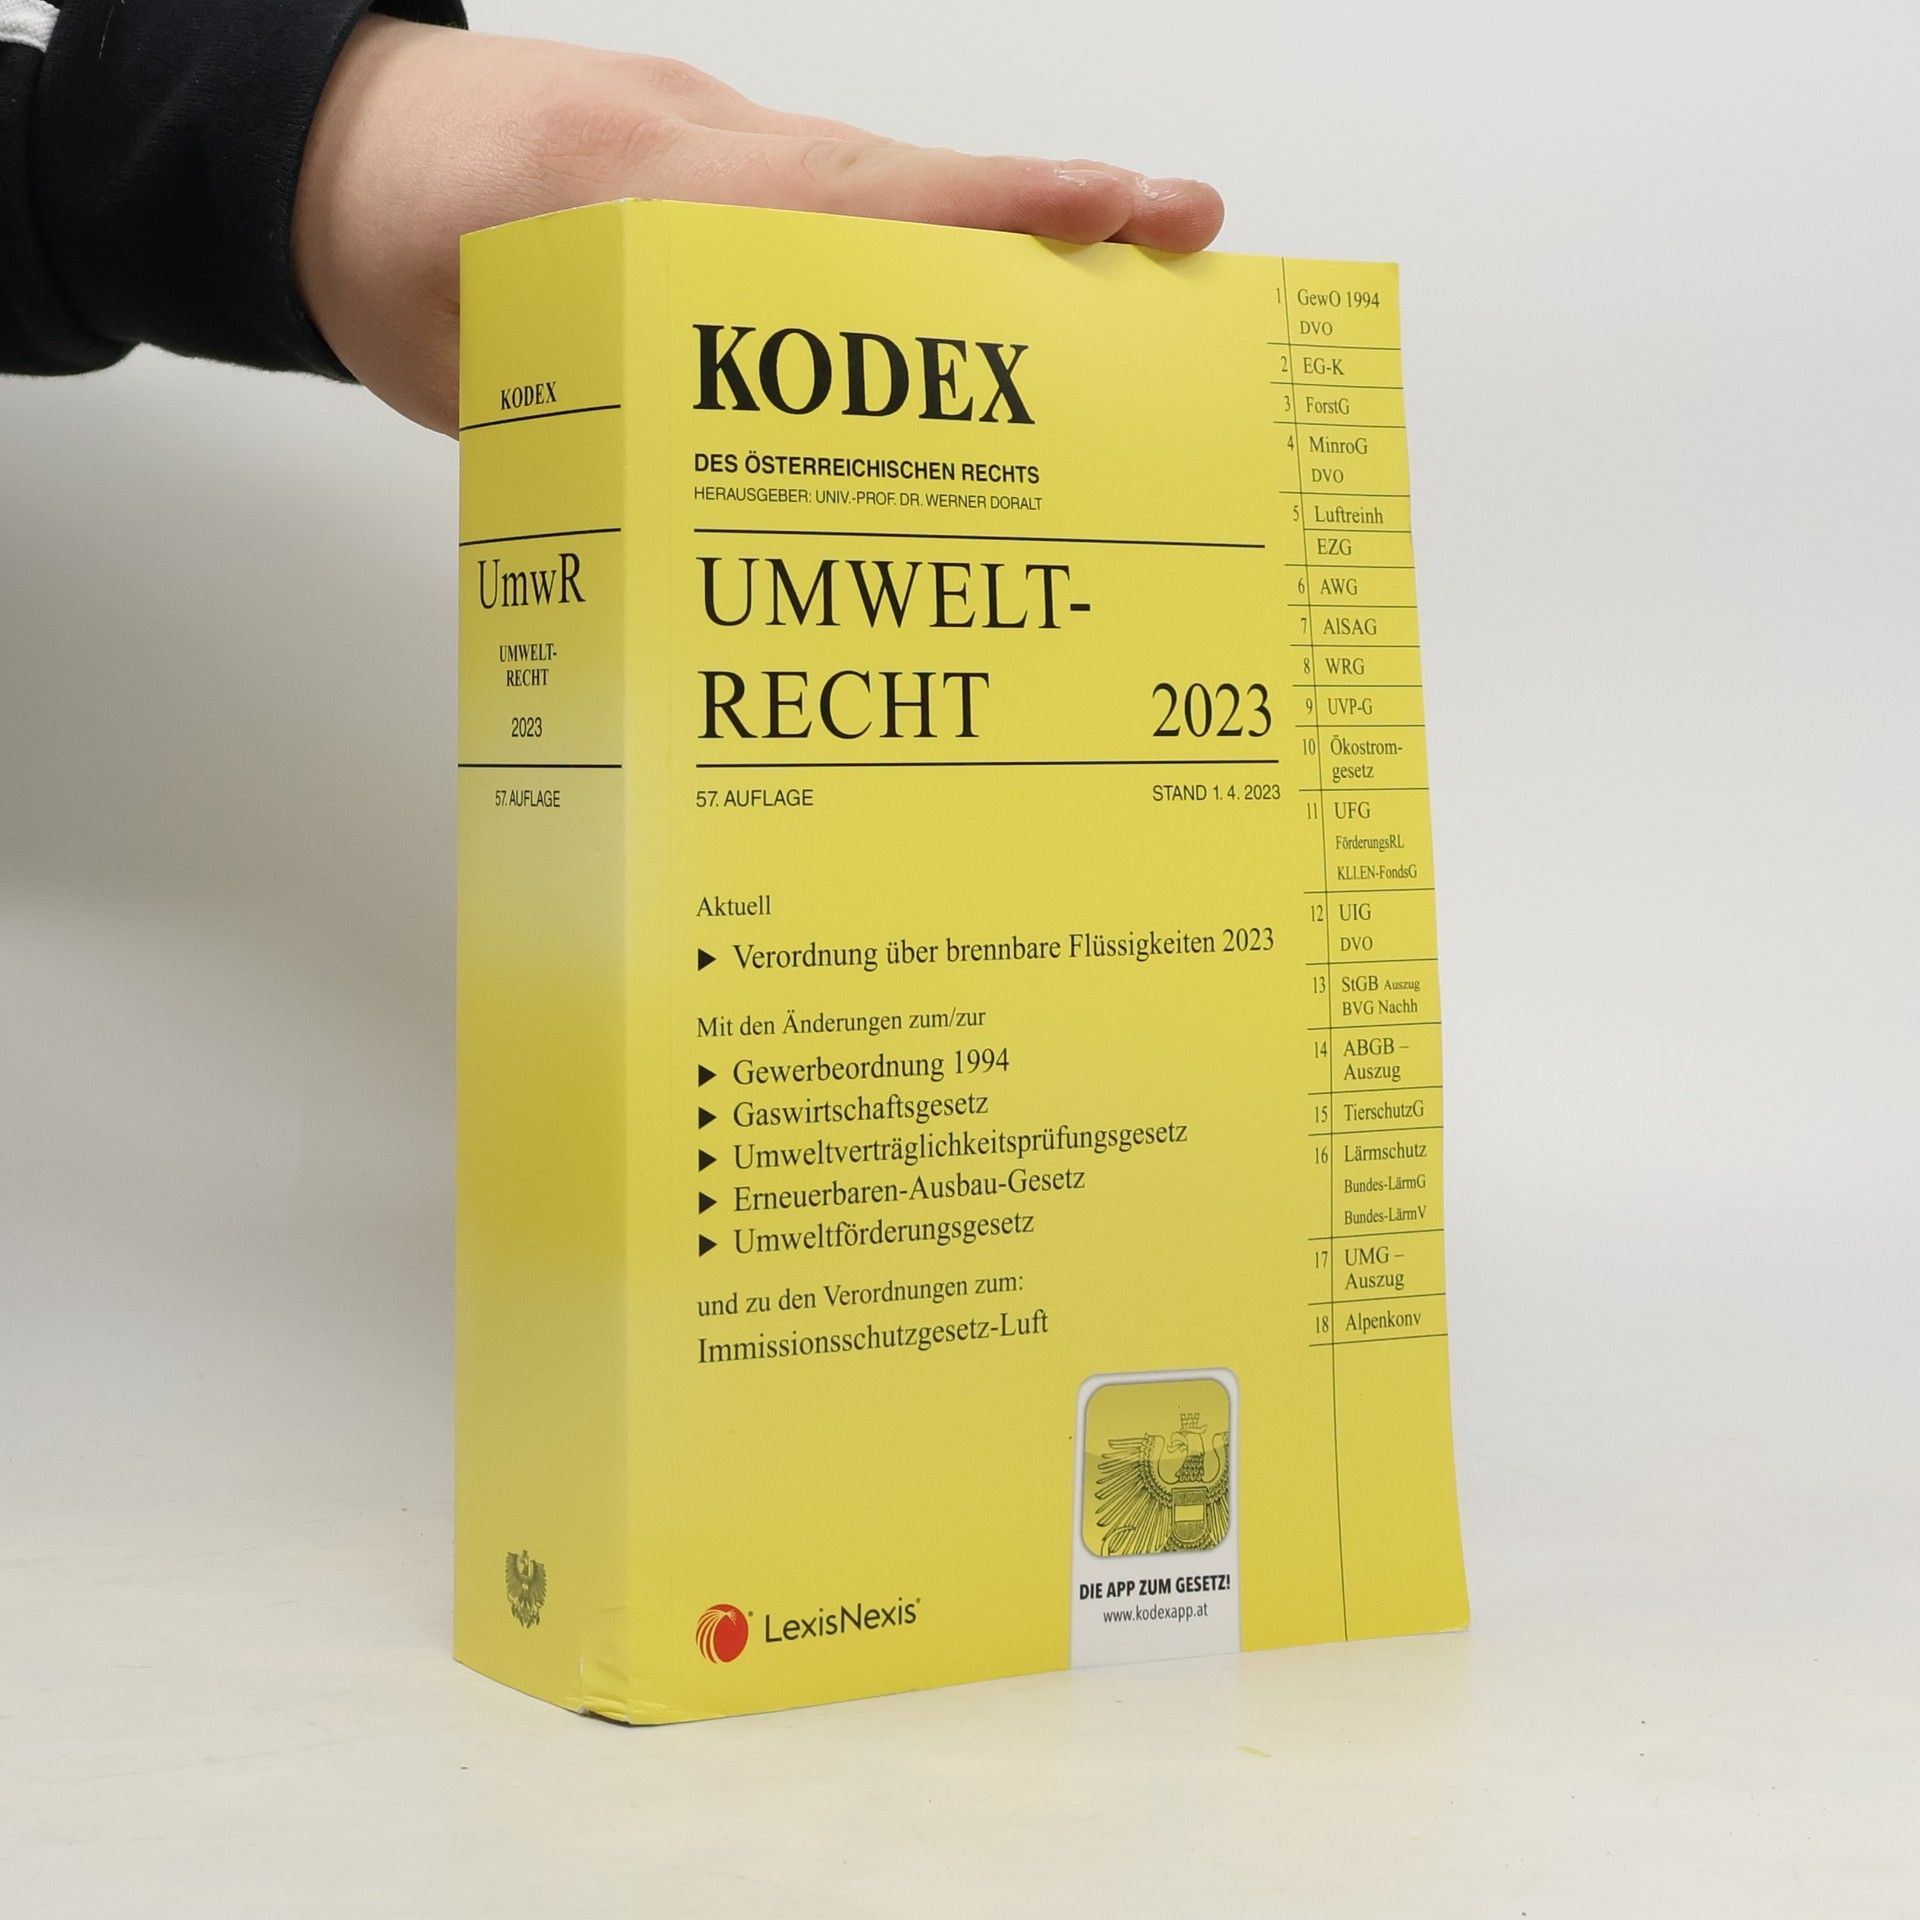 KODEX
UmwR
UMWELT-
RECHT
2023
57. AUFLAGE
KODEX
DES ÖSTERREICHISCHEN RECHTS
HERAUSGEBER: UNIV.-PROF. DR. WERNER DORALT
UMWELT-
RECHT 2023
57. AUFLAGE STAND 1. 4. 2023
Aktuell
▶ Verordnung über brennbare Flüssigkeiten 2023
Mit den Änderungen zum/zur
▶ Gewerbeordnung 1994
▶ Gaswirtschaftsgesetz
▶ Umweltverträglichkeitsprüfungsgesetz
▶ Erneuerbaren-Ausbau-Gesetz
▶ Umweltförderungsgesetz
und zu den Verordnungen zum:
Immissionsschutzgesetz-Luft
LexisNexis®
DIE APP ZUM GESETZ!
www.kodexapp.at
1 GewO 1994
DVO
2 EG-K
3 ForstG
4 MinroG
DVO
5 Luftreinh
EZG
6 AWG
7 AlSAG
8 WRG
9 UVP-G
10 Ökostrom-
gesetz
11 UFG
FörderungsRL
KLI.EN-FondsG
12 UIG
DVO
13 StGB Auszug
BVG Nachh
14 ABGB –
Auszug
15 TierschutzG
16 Lärmschutz
Bundes-LärmG
Bundes-LärmV
17 UMG –
Auszug
18 Alpenkonv